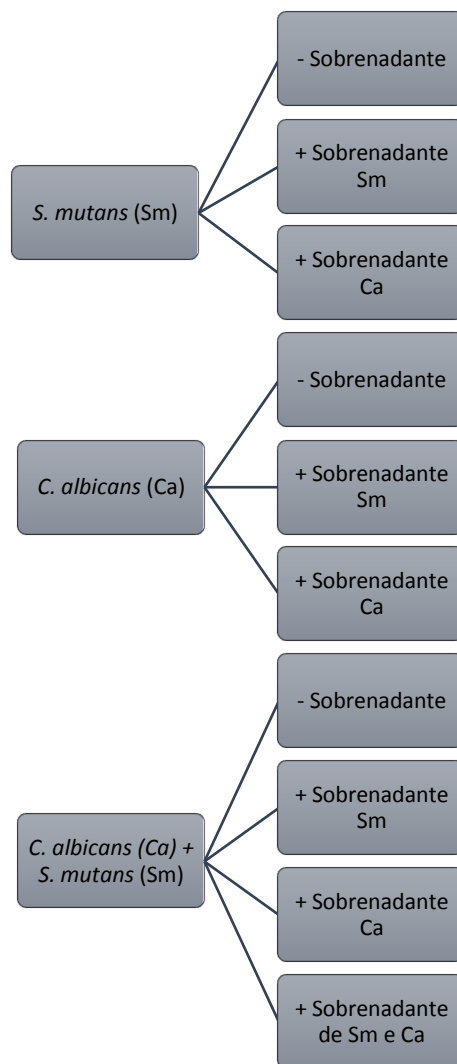 S. mutans (Sm)
- Sobrenadante
+ Sobrenadante
Sm
+ Sobrenadante
Ca
C. albicans (Ca)
- Sobrenadante
+ Sobrenadante
Sm
+ Sobrenadante
Ca
C. albicans (Ca) +
S. mutans (Sm)
- Sobrenadante
+ Sobrenadante
Sm
+ Sobrenadante
Ca
+ Sobrenadante
de Sm e Ca